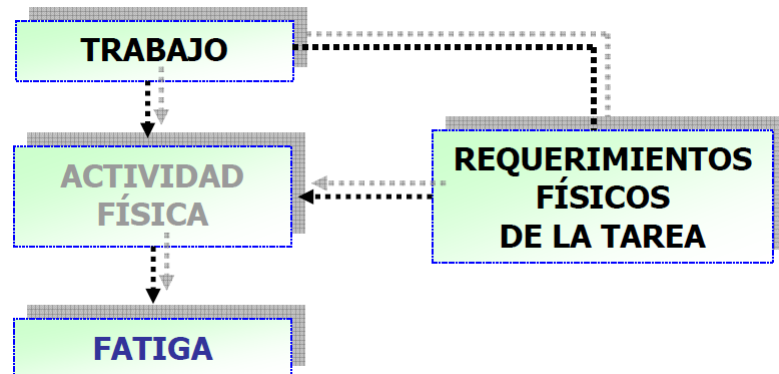 TRABAJO
ACTIVIDAD
FÍSICA
REQUERIMIENTOS
FÍSICOS
DE LA TAREA
FATIGA